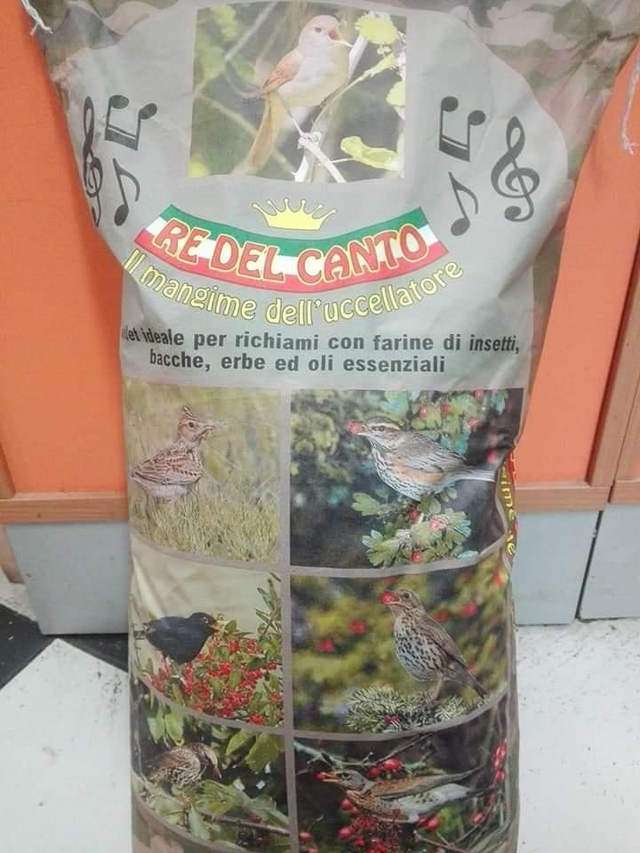 RE DEL CANTO
Il mangime dell'uccellatore
ideale per richiami con farine di insetti,
bacche, erbe ed oli essenziali